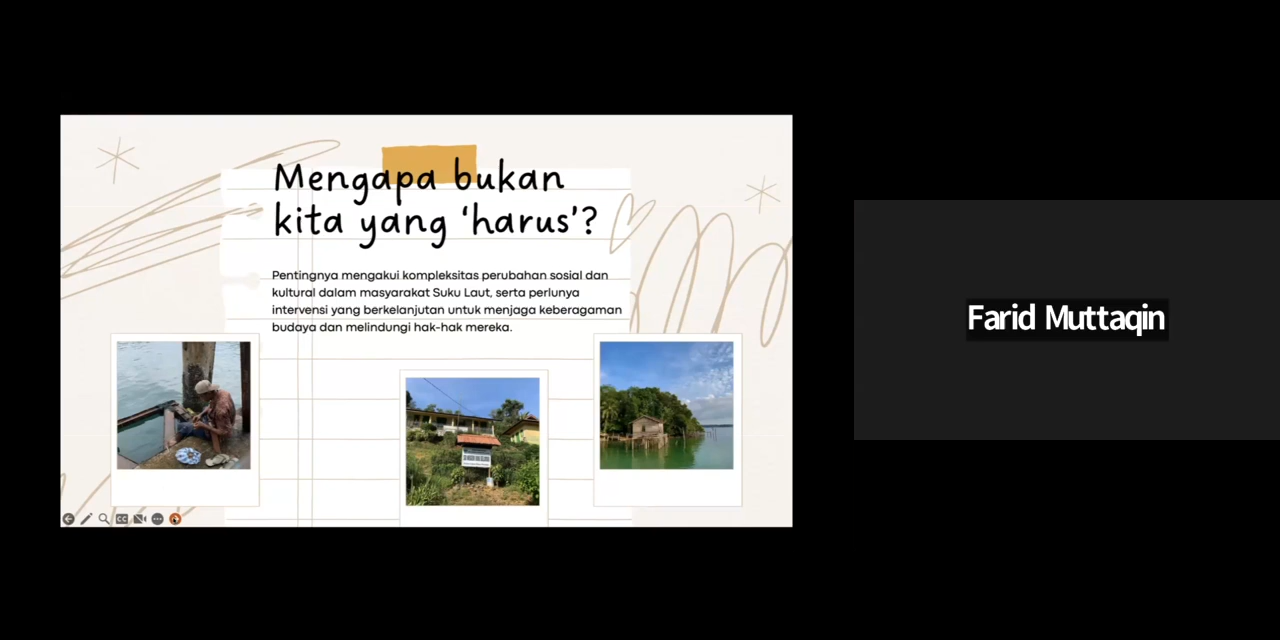 Mengapa bukan
kita yang ‘harus’?
Pentingnya mengakui kompleksitas perubahan sosial dan
kultural dalam masyarakat Suku Laut, serta perlunya
intervensi yang berkelanjutan untuk menjaga keberagaman
budaya dan melindungi hak-hak mereka.
CC
Farid Muttaqin